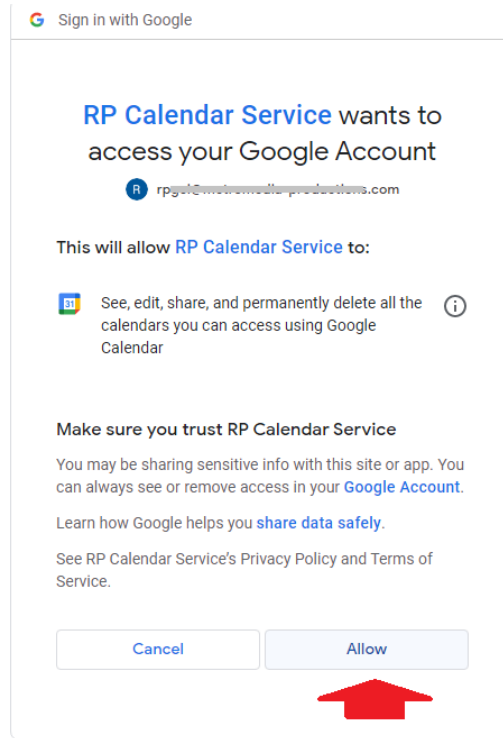 Sign in with Google
RP Calendar Service wants to
access your Google Account
R
.com
This will allow RP Calendar Service to:
31
See, edit, share, and permanently delete all the
calendars you can access using Google
Calendar
Make sure you trust RP Calendar Service
You may be sharing sensitive info with this site or app. You
can always see or remove access in your Google Account.
Learn how Google helps you share data safely.
See RP Calendar Service's Privacy Policy and Terms of
Service.
Cancel
Allow